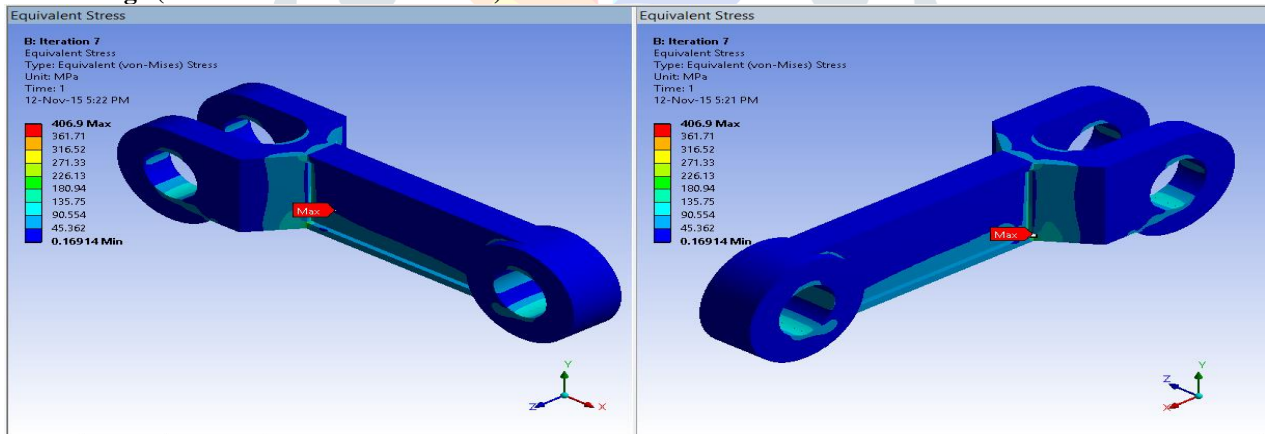 Equivalent Stress
B: Iteration 7
Equivalent Stress
Type: Equivalent (von-Mises) Stress
Unit: MPa
Time: 1
12-Nov-15 5:22 PM
406.9 Max
361.71
316.52
271.33
226.13
180.94
135.75
90.554
45.362
0.16914 Min
Max
Y
Z
X
Equivalent Stress
B: Iteration 7
Equivalent Stress
Type: Equivalent (von-Mises) Stress
Unit: MPa
Time: 1
12-Nov-15 5:21 PM
406.9 Max
361.71
316.52
271.33
226.13
180.94
135.75
90.554
45.362
0.16914 Min
Max
Y
Z
X